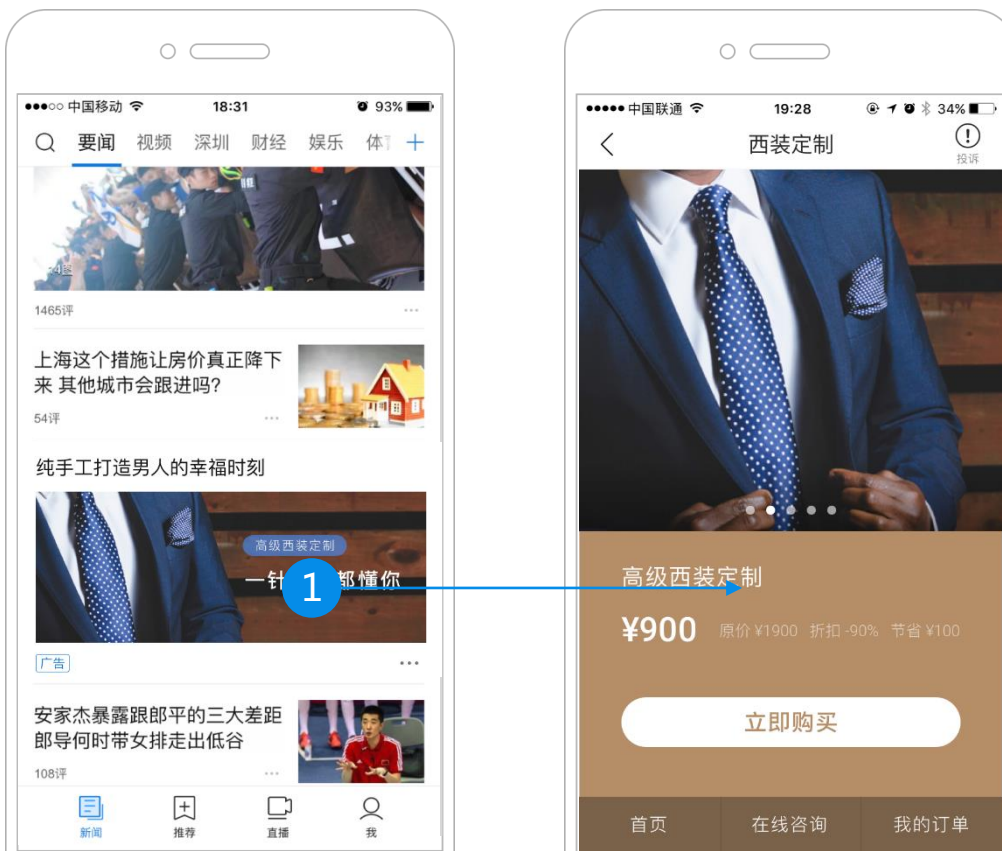 中国移动 18:31 93%
要闻 视频 深圳 财经 娱乐
1465评
上海这个措施让房价真正降下
来 其他城市会跟进吗?
54评
纯手工打造男人的幸福时刻
高级西装定制
一针 都懂你
1
广告
安家杰暴露跟郎平的三大差距
郎导何时带女排走出低谷
108评
新闻 推荐 直播 我
中国联通 19:28 34%
西装定制
投诉
高级西装定制
¥900 原价 ¥1900 折扣 -90% 节省 ¥100
立即购买
首页 在线咨询 我的订单